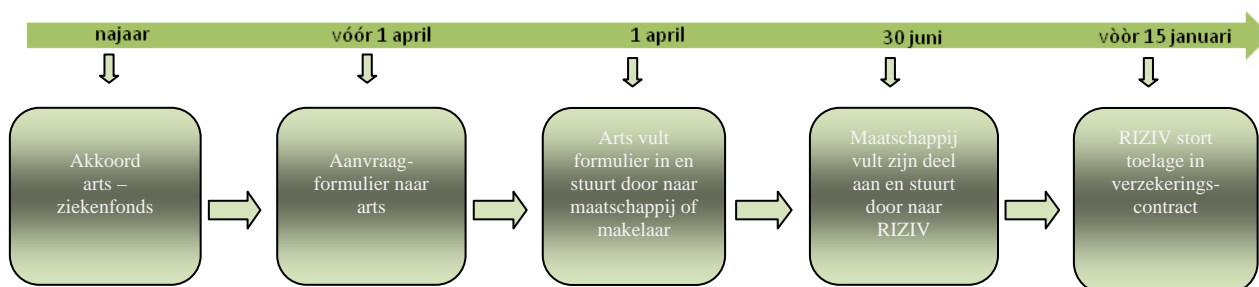 najaar
vóór 1 april
1 april
30 juni
vòòr 15 januari
Akkoord
arts –
ziekenfonds
Aanvraag-
formulier naar
arts
Arts vult
formulier in en
stuurt door naar
maatschappij of
makelaar
Maatschappij
vult zijn deel
aan en stuurt
door naar
RIZIV
RIZIV stort
toelage in
verzekerings-
contract